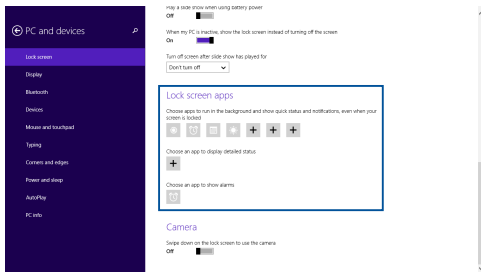 PC and devices
Lock screen
Display
Bluetooth
Devices
Mouse and touchpad
Typing
Corners and edges
Power and sleep
AutoPlay
PC info
Play a slide show when using battery power
Off
When my PC is inactive, show the lock screen instead of turning off the screen
On
Turn off screen after slide show has played for
Don't turn off
Lock screen apps
Choose apps to run in the background and show quick status and notifications, even when your
screen is locked
Choose an app to display detailed status
Choose an app to show alarms
Camera
Swipe down on the lock screen to use the camera
Off